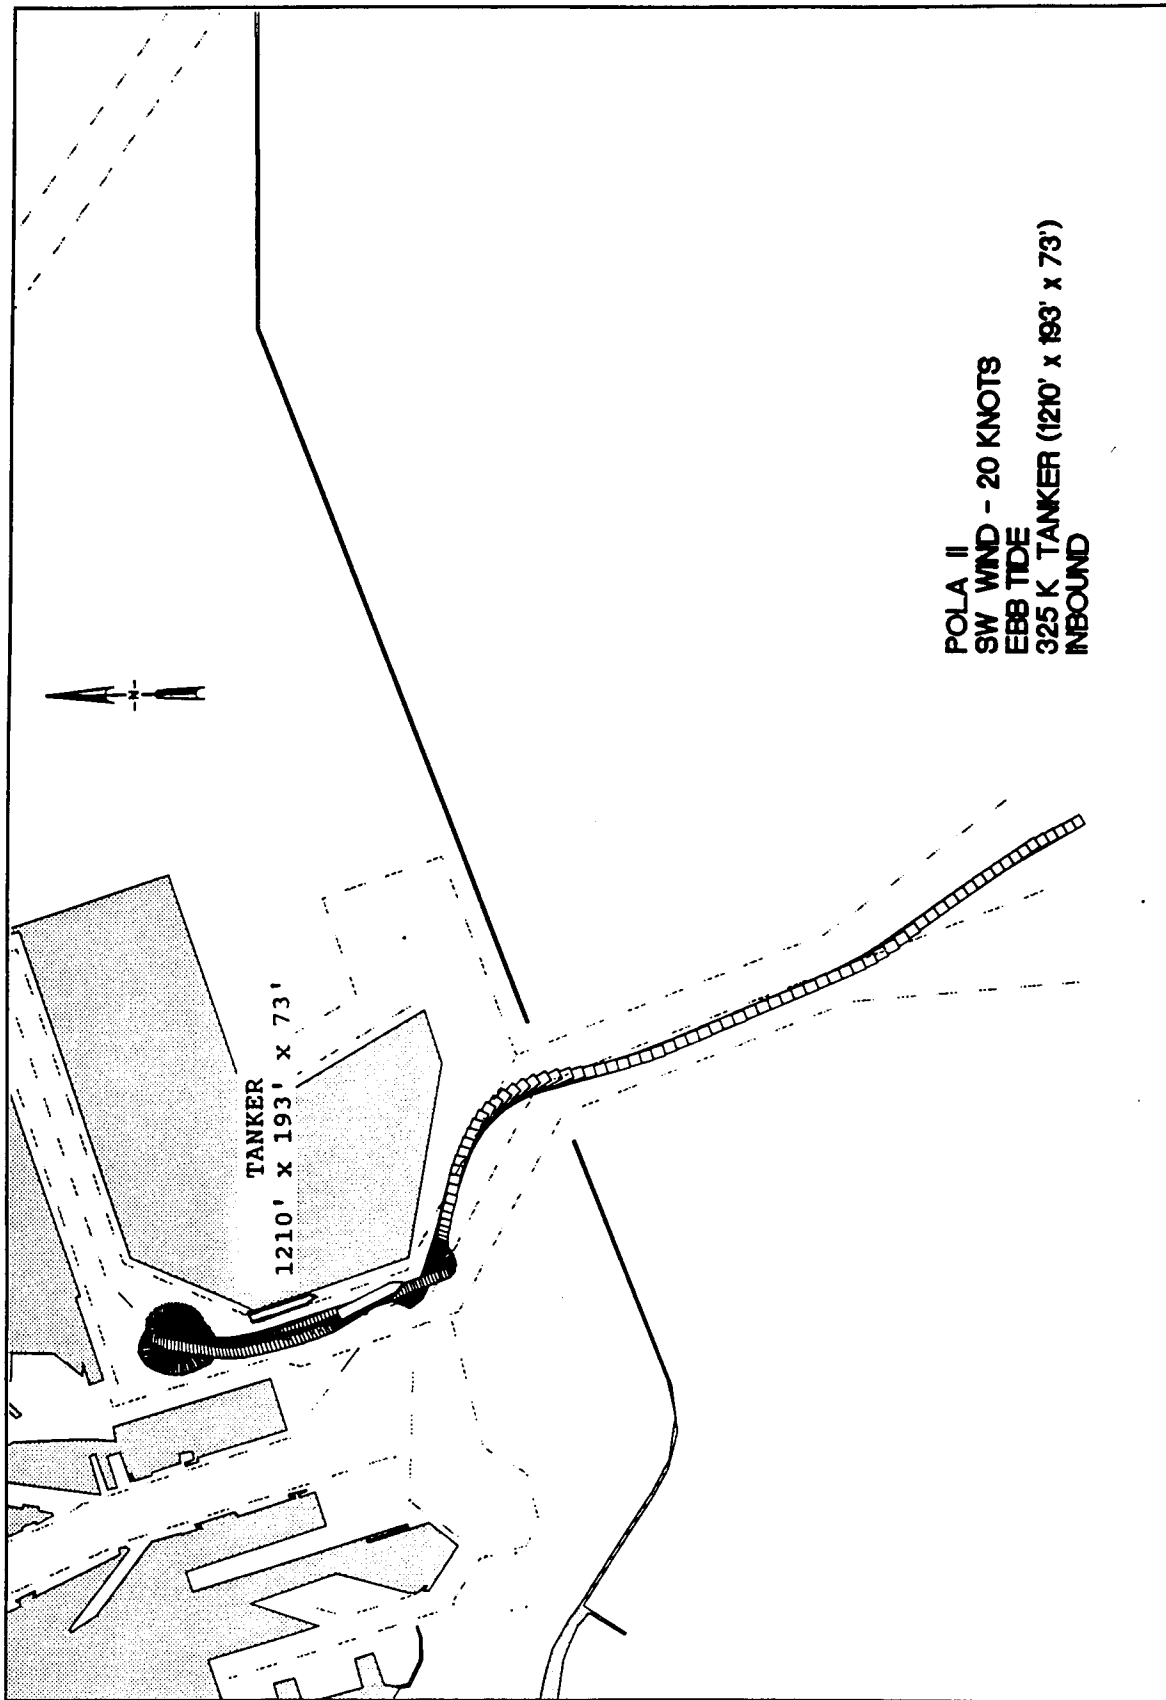 -N-
TANKER
1210' x 193' x 73'
POLA II
SW WIND - 20 KNOTS
EBB TIDE
325 K TANKER (1210' x 193' x 73')
INBOUND